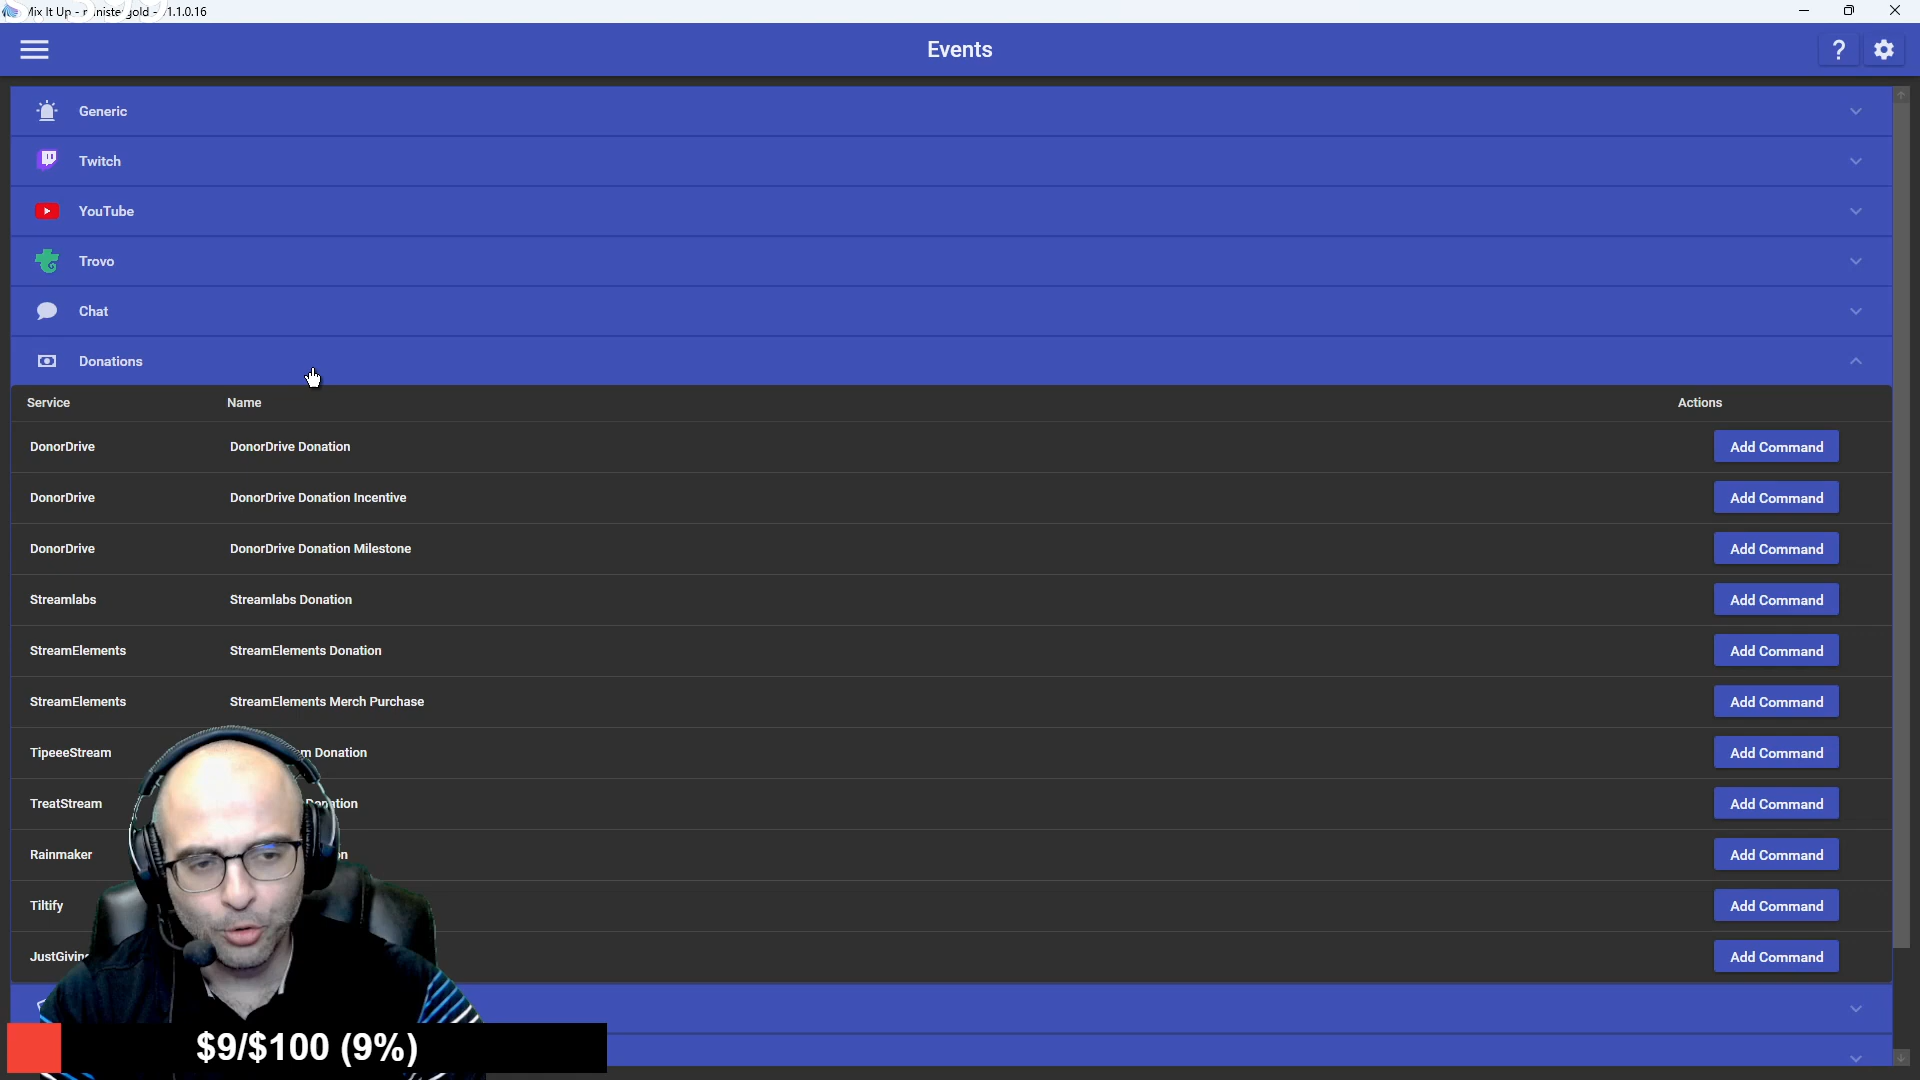 Mix It Up -
1.1.0.16
Events
?
Generic
Twitch
YouTube
Trovo
Chat
Donations
Service Name Actions
DonorDrive DonorDrive Donation Add Command
DonorDrive DonorDrive Donation Incentive Add Command
DonorDrive DonorDrive Donation Milestone Add Command
Streamlabs Streamlabs Donation Add Command
StreamElements StreamElements Donation Add Command
StreamElements StreamElements Merch Purchase Add Command
TipeeeStream Donation Add Command
TreatStream Donation Add Command
Rainmaker Add Command
Tiltify Add Command
JustGiving Add Command
$9/$100 (9%)